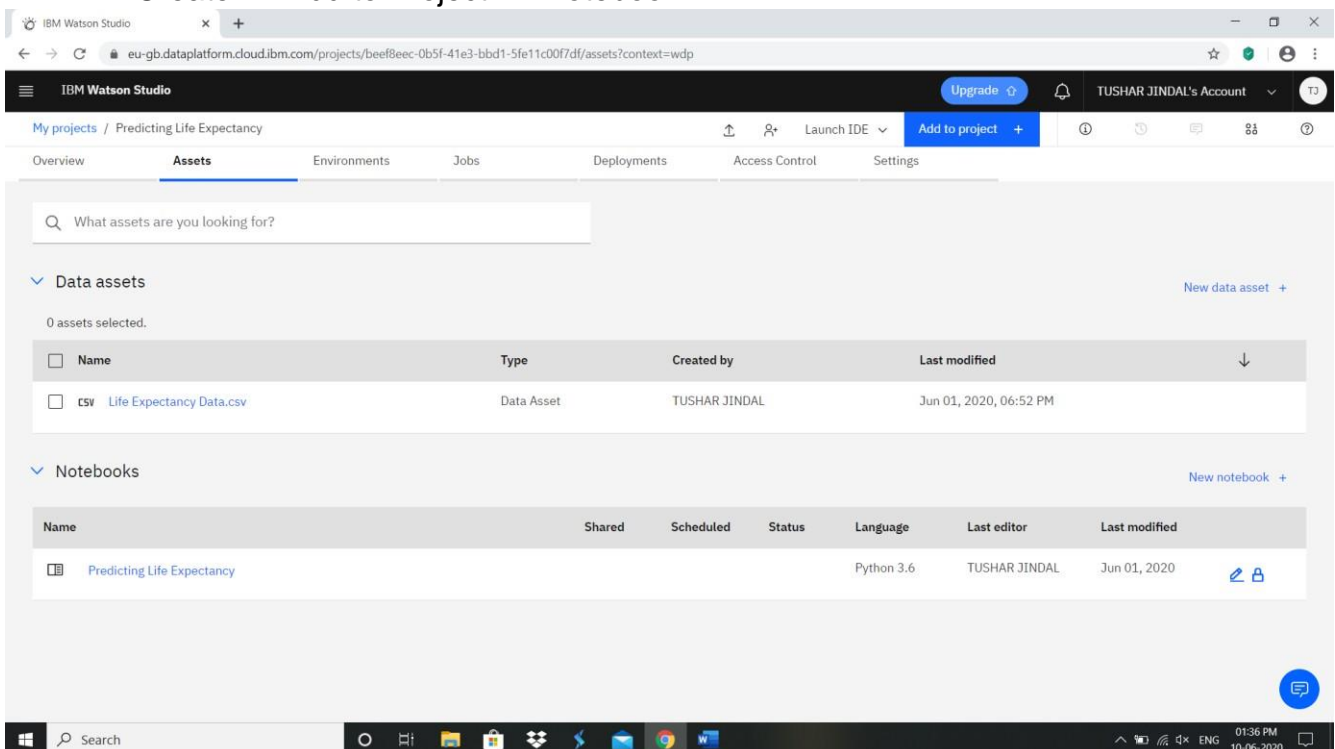 IBM Watson Studio
eu-gb.dataplatform.cloud.ibm.com/projects/beef8eec-0b5f-41e3-bbd1-5fe11c00f7df/assets?context=wdp
IBM Watson Studio Upgrade TUSHAR JINDAL's Account TJ
My projects / Predicting Life Expectancy Launch IDE Add to project +
Overview Assets Environments Jobs Deployments Access Control Settings
What assets are you looking for?
Data assets
New data asset +
0 assets selected.
Name Type Created by Last modified
CSV Life Expectancy Data.csv Data Asset TUSHAR JINDAL Jun 01, 2020, 06:52 PM
Notebooks
New notebook +
Name Shared Scheduled Status Language Last editor Last modified
Predicting Life Expectancy Python 3.6 TUSHAR JINDAL Jun 01, 2020
Search ENG 01:36 PM
10-06-2020